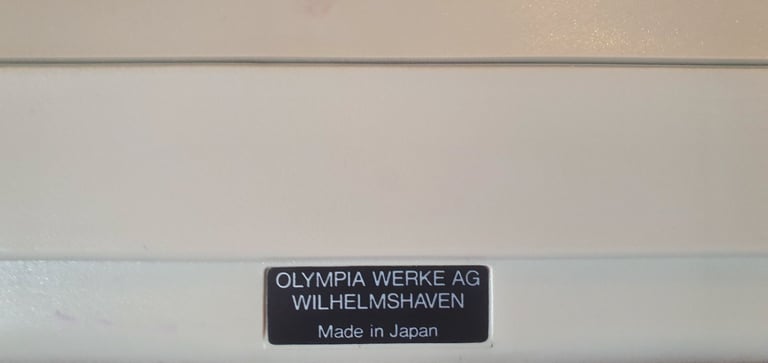 OLYMPIA WERKE AG
WILHELMSHAVEN
Made in Japan